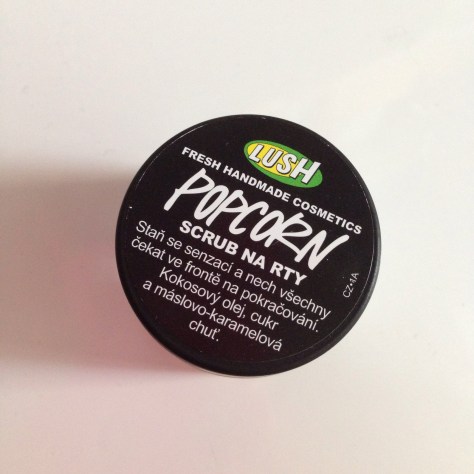 LUSH
FRESH HANDMADE COSMETICS
POPCORN
SCRUB NA RTY
Staň se senzací a nech všechny
čekat ve frontě na pokračování.
Kokosový olej, cukr
a máslovo-karamelová
chuť.
CZ-1A